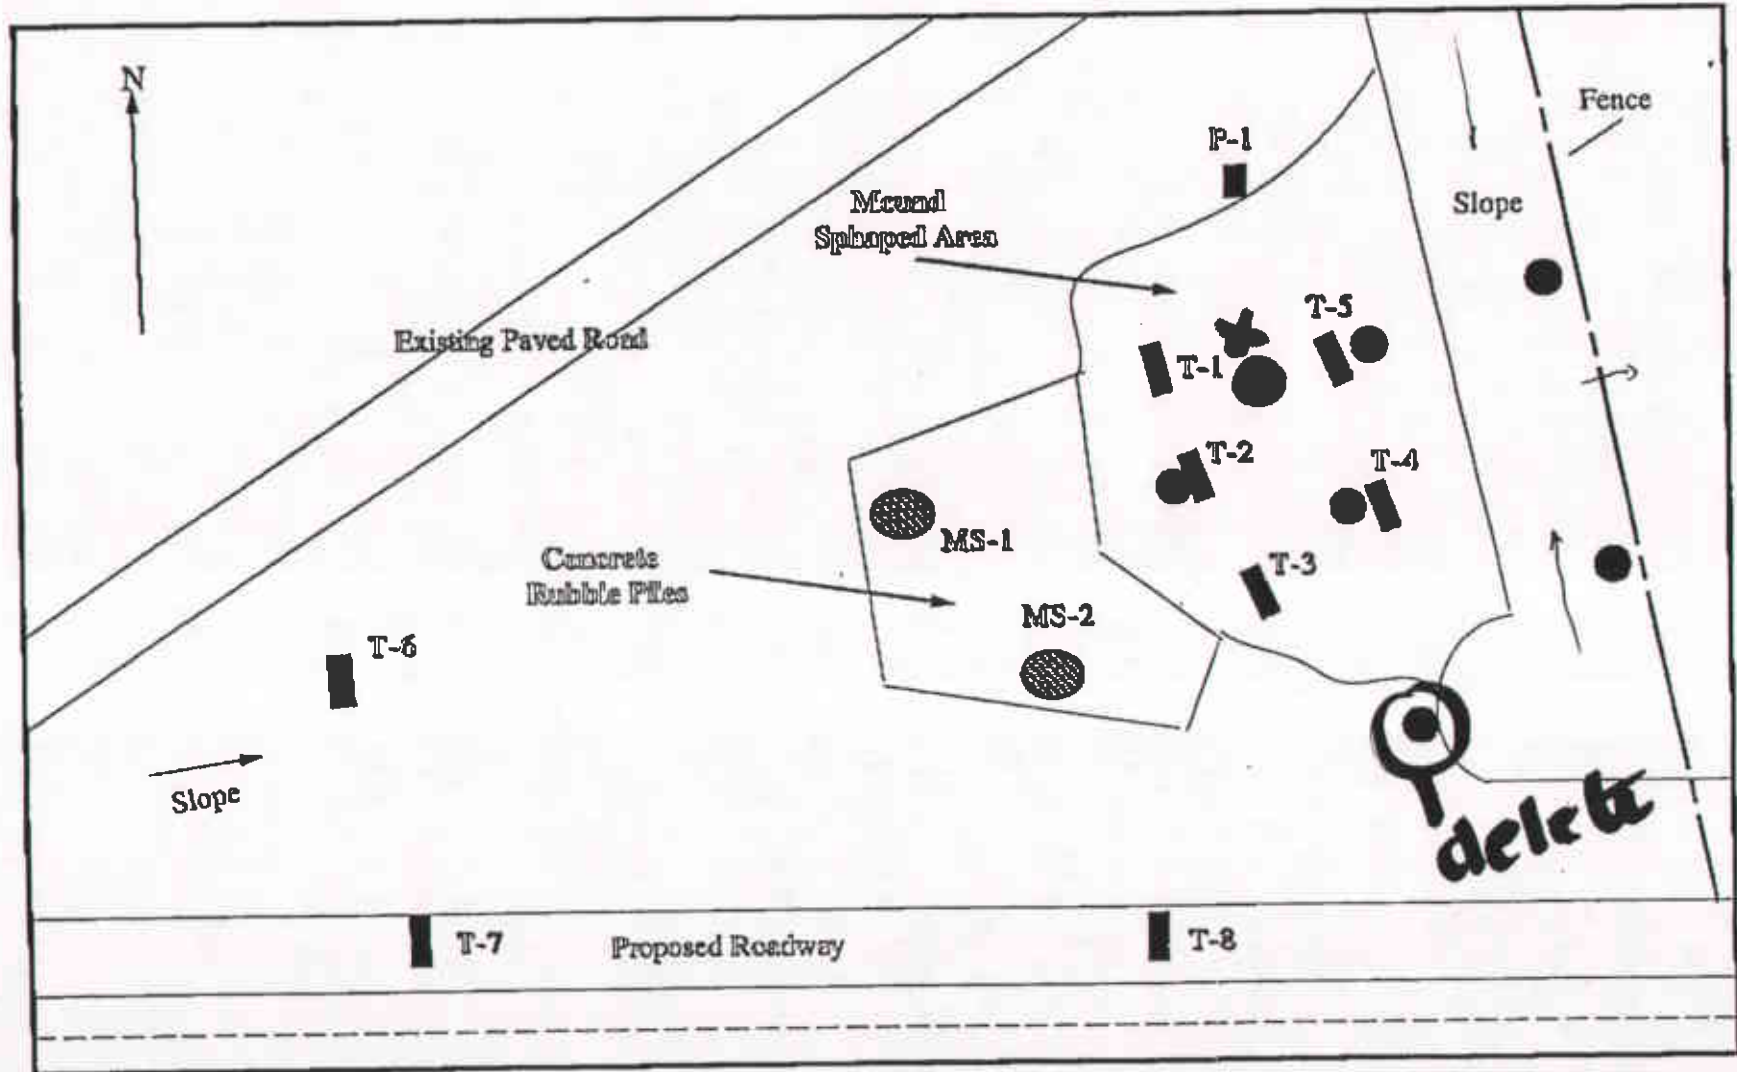 N
Fence
P-1
Slope
Mound
Sphaped Area
T-5
Existing Paved Road
T-1
T-2
T-4
MS-1
Concrete
Rubble Piles
T-3
MS-2
T-6
Slope
delete
T-7
Proposed Roadway
T-8